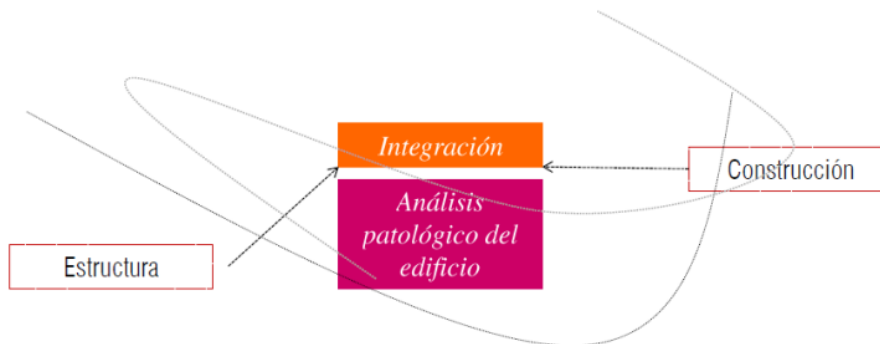 Integración
Construcción
Análisis
patológico del
edificio
Estructura